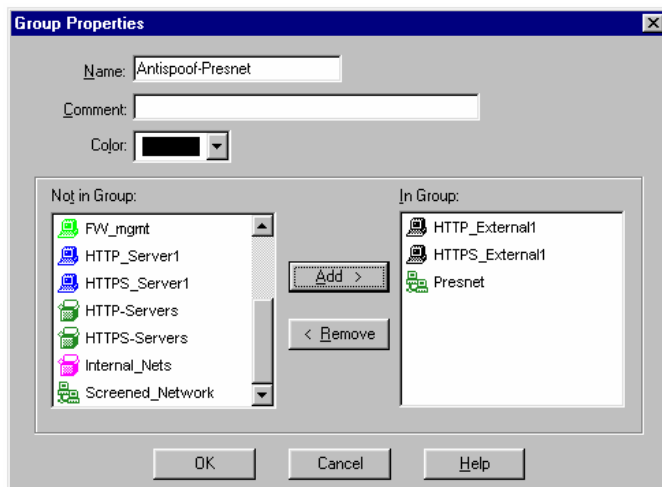 Group Properties
Name: Antispoof-Presnet
Comment:
Color:
Not in Group:
FW_mgmt
HTTP_Server1
HTTPS_Server1
HTTP-Servers
HTTPS-Servers
Internal_Nets
Screened_Network
Add >
< Remove
In Group:
HTTP_External1
HTTPS_External1
Presnet
OK
Cancel
Help